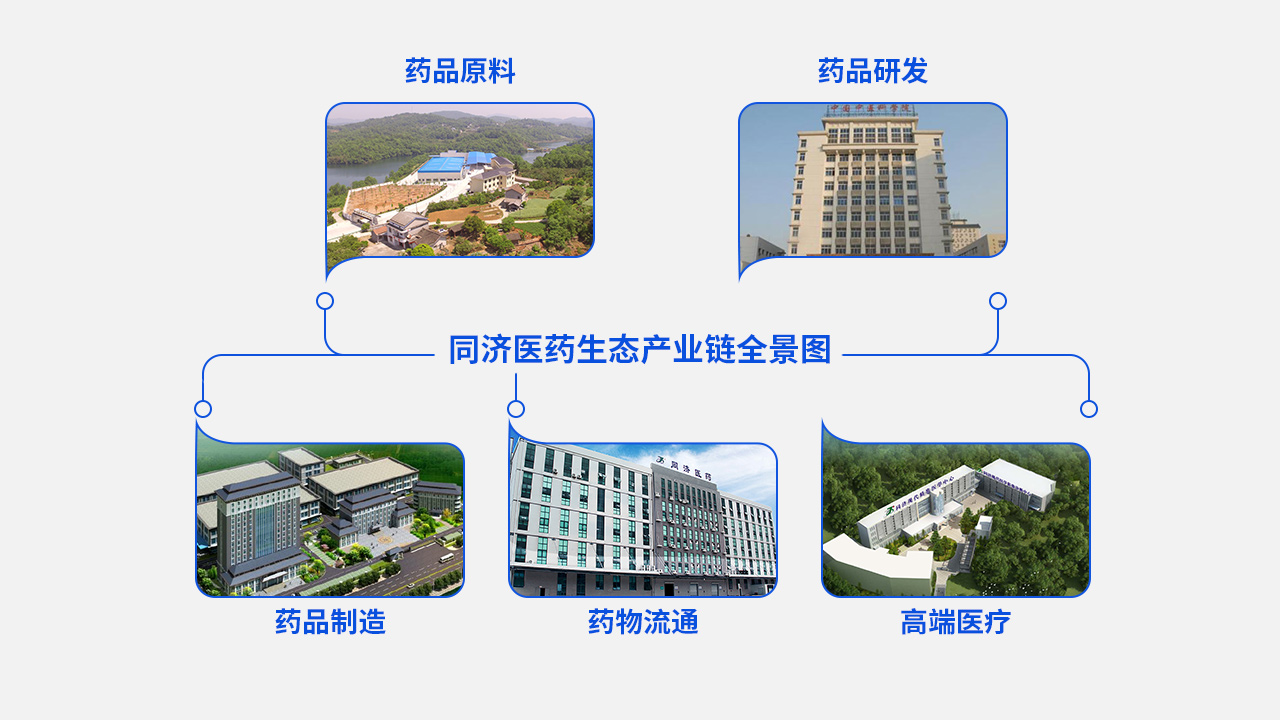 药品原料
药品研发
中国中医科学院
同济医药生态产业链全景图
同济医药
同济现代精准医学中心
药品制造
药物流通
高端医疗